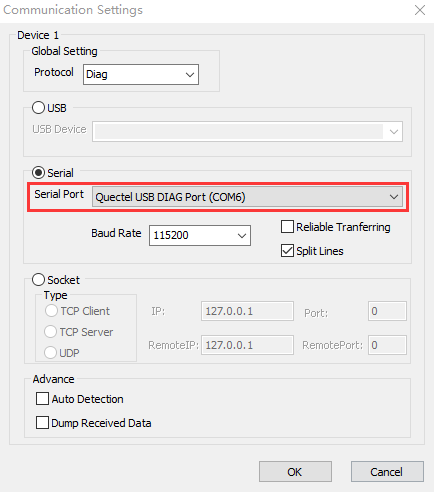 Communication Settings
Device 1
Global Setting
Protocol Diag
USB
USB Device
Serial
Serial Port Quectel USB DIAG Port (COM6)
Baud Rate 115200 Reliable Tranferring
Split Lines
Socket
Type
TCP Client IP: 127.0.0.1 Port: 0
TCP Server
UDP RemoteIP: 127.0.0.1 RemotePort: 0
Advance
Auto Detection
Dump Received Data
OK Cancel